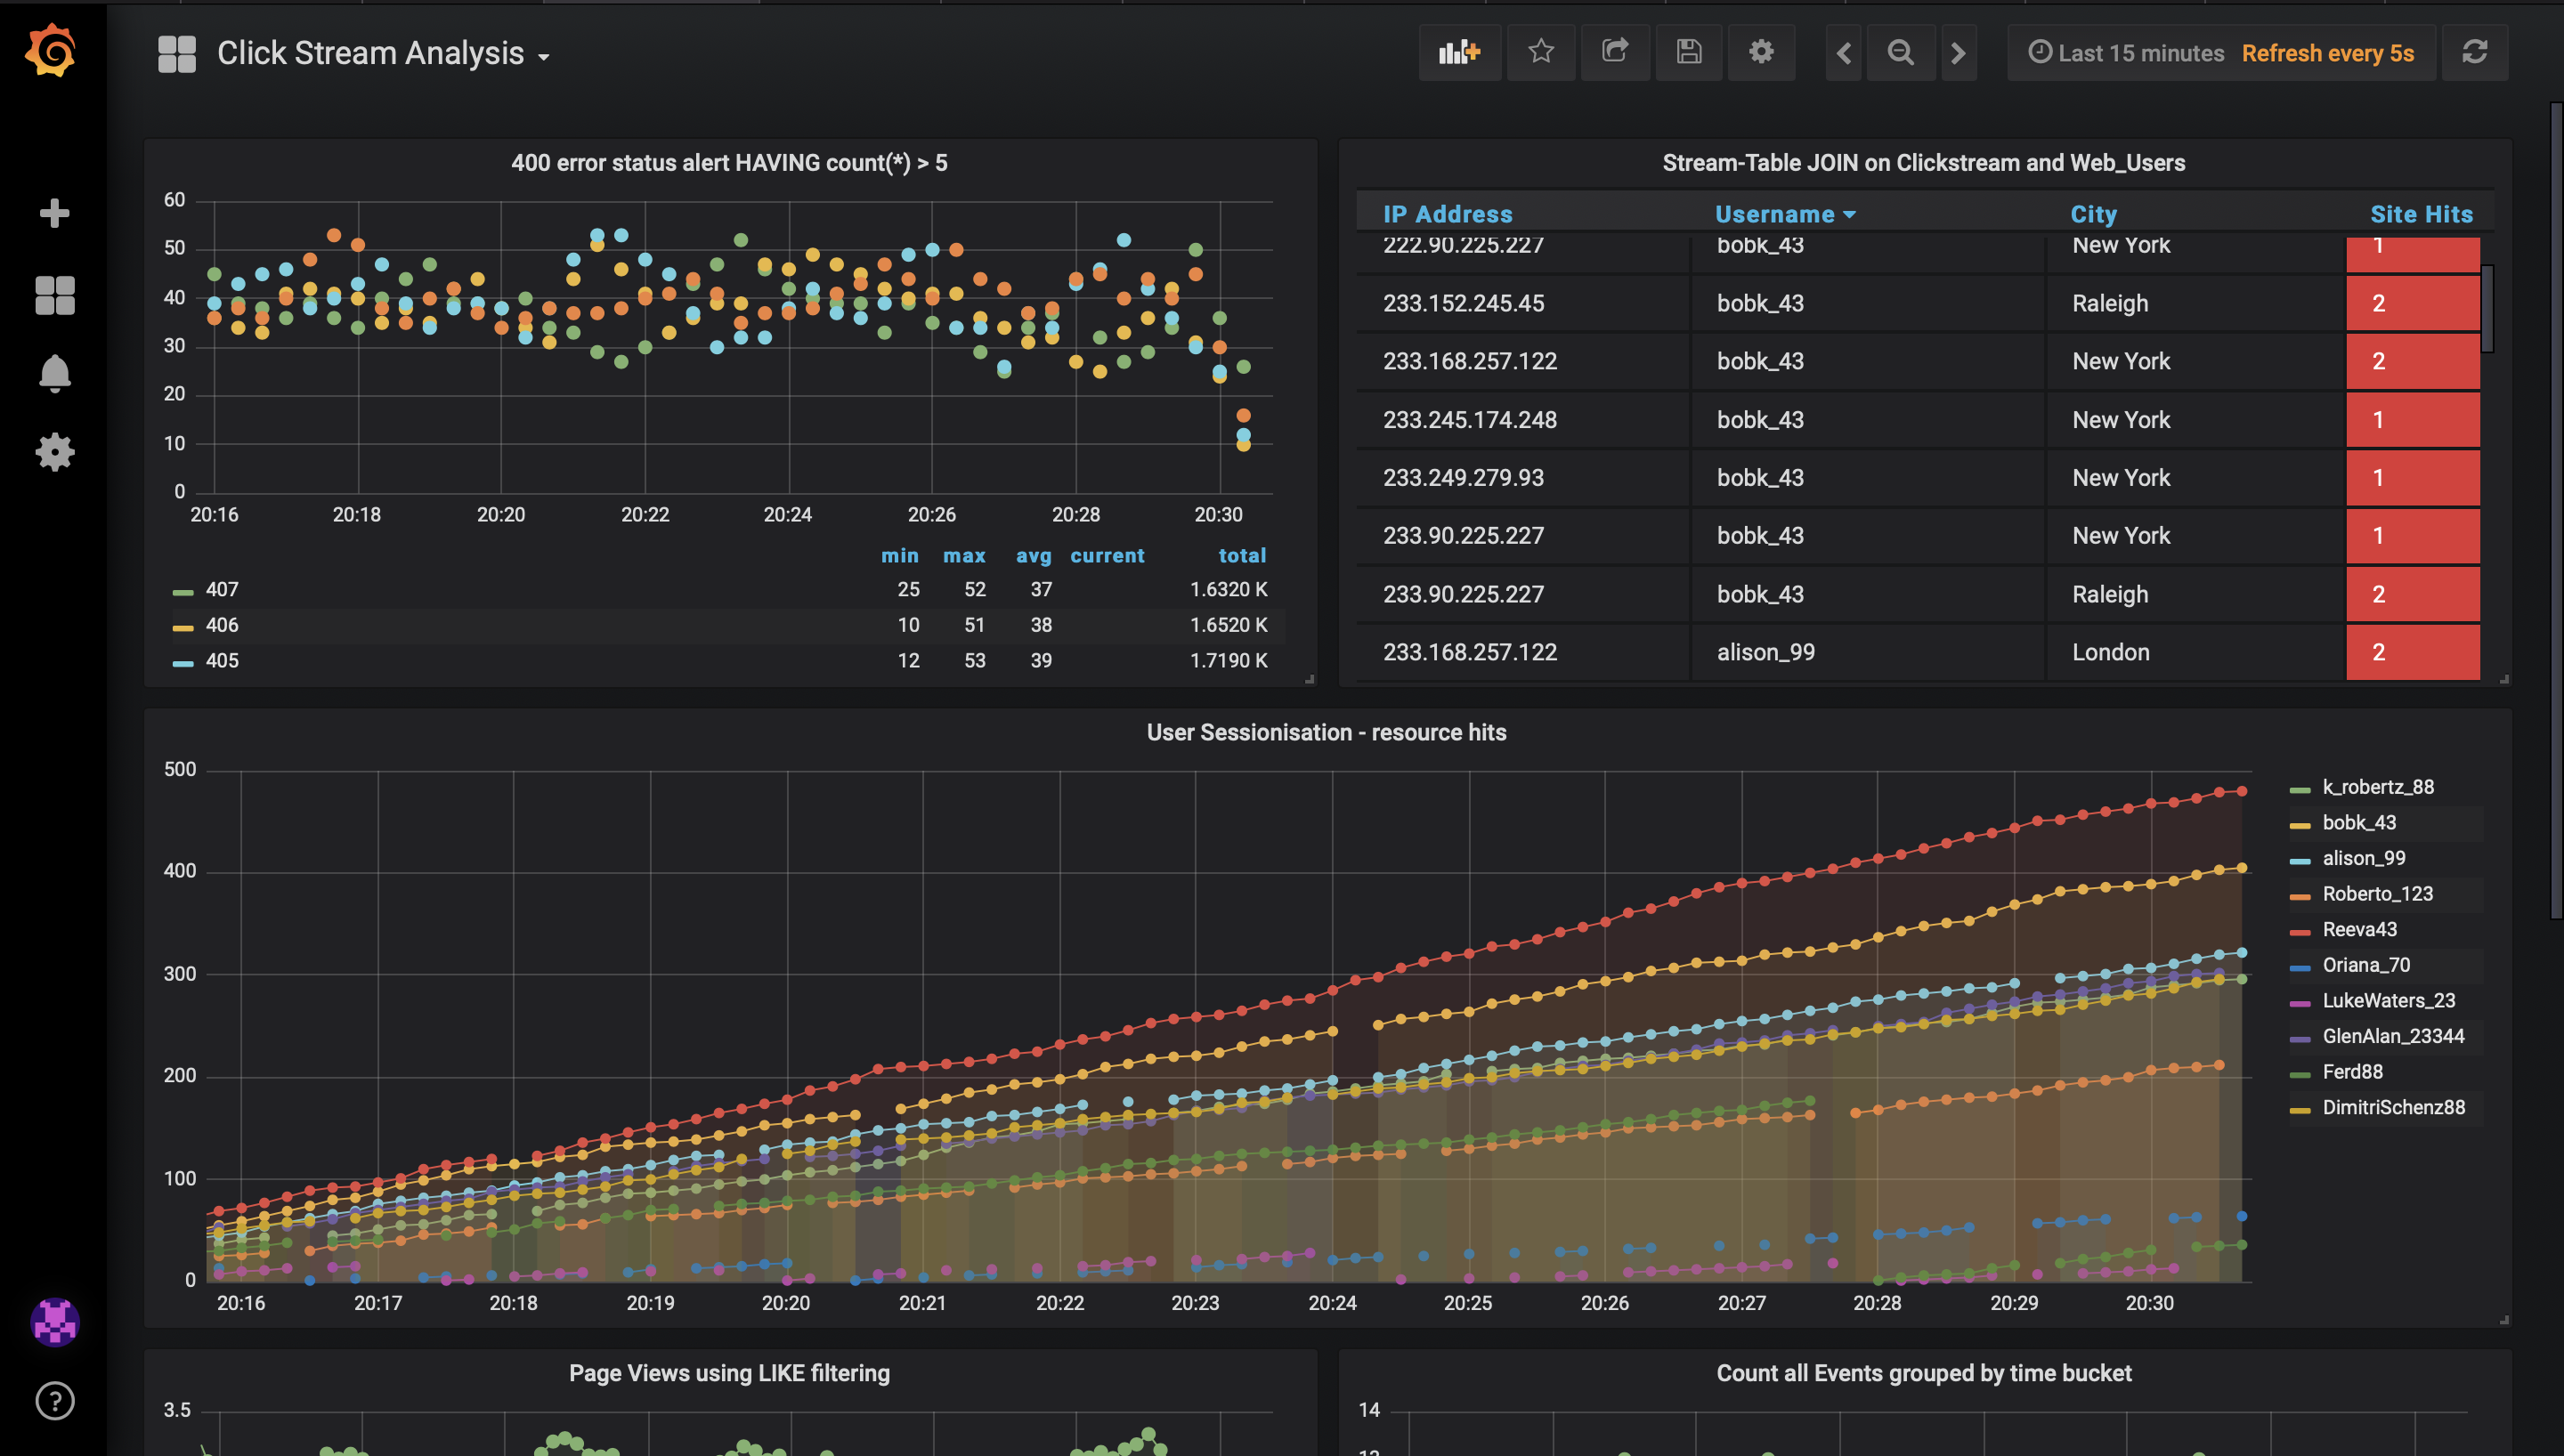 Click Stream Analysis
Last 15 minutes Refresh every 5s
400 error status alert HAVING count(*) > 5
60
50
40
30
20
10
0
20:16 20:18 20:20 20:22 20:24 20:26 20:28 20:30
min max avg current total
407 25 52 37 1.6320 K
406 10 51 38 1.6520 K
405 12 53 39 1.7190 K
Stream-Table JOIN on Clickstream and Web_Users
IP Address Username City Site Hits
222.90.225.227 bobk_43 New York 1
233.152.245.45 bobk_43 Raleigh 2
233.168.257.122 bobk_43 New York 2
233.245.174.248 bobk_43 New York 1
233.249.279.93 bobk_43 New York 1
233.90.225.227 bobk_43 New York 1
233.90.225.227 bobk_43 Raleigh 2
233.168.257.122 alison_99 London 2
User Sessionisation - resource hits
500
400
300
200
100
0
20:16 20:17 20:18 20:19 20:20 20:21 20:22 20:23 20:24 20:25 20:26 20:27 20:28 20:29 20:30
k_robertz_88
bobk_43
alison_99
Roberto_123
Reeva43
Oriana_70
LukeWaters_23
GlenAlan_23344
Ferd88
DimitriSchenz88
Page Views using LIKE filtering
3.5
Count all Events grouped by time bucket
14